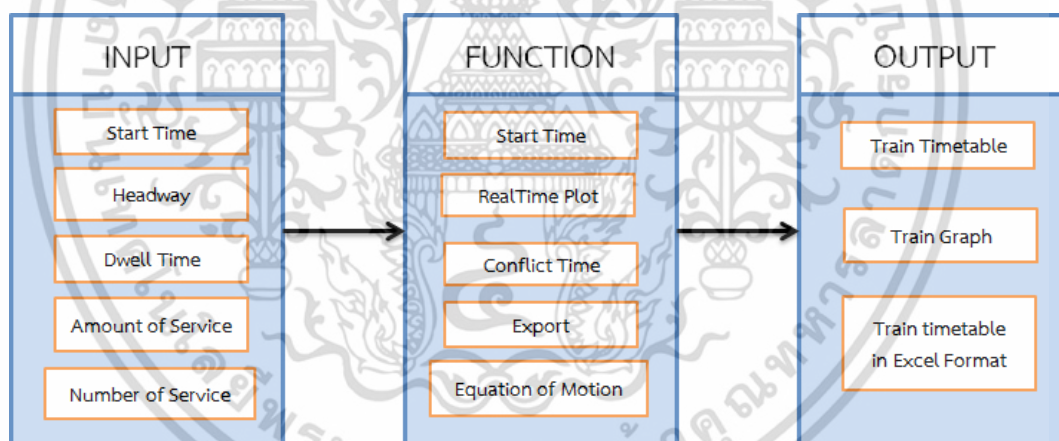 INPUT
Start Time
Headway
Dwell Time
Amount of Service
Number of Service
FUNCTION
Start Time
RealTime Plot
Conflict Time
Export
Equation of Motion
OUTPUT
Train Timetable
Train Graph
Train timetable
in Excel Format